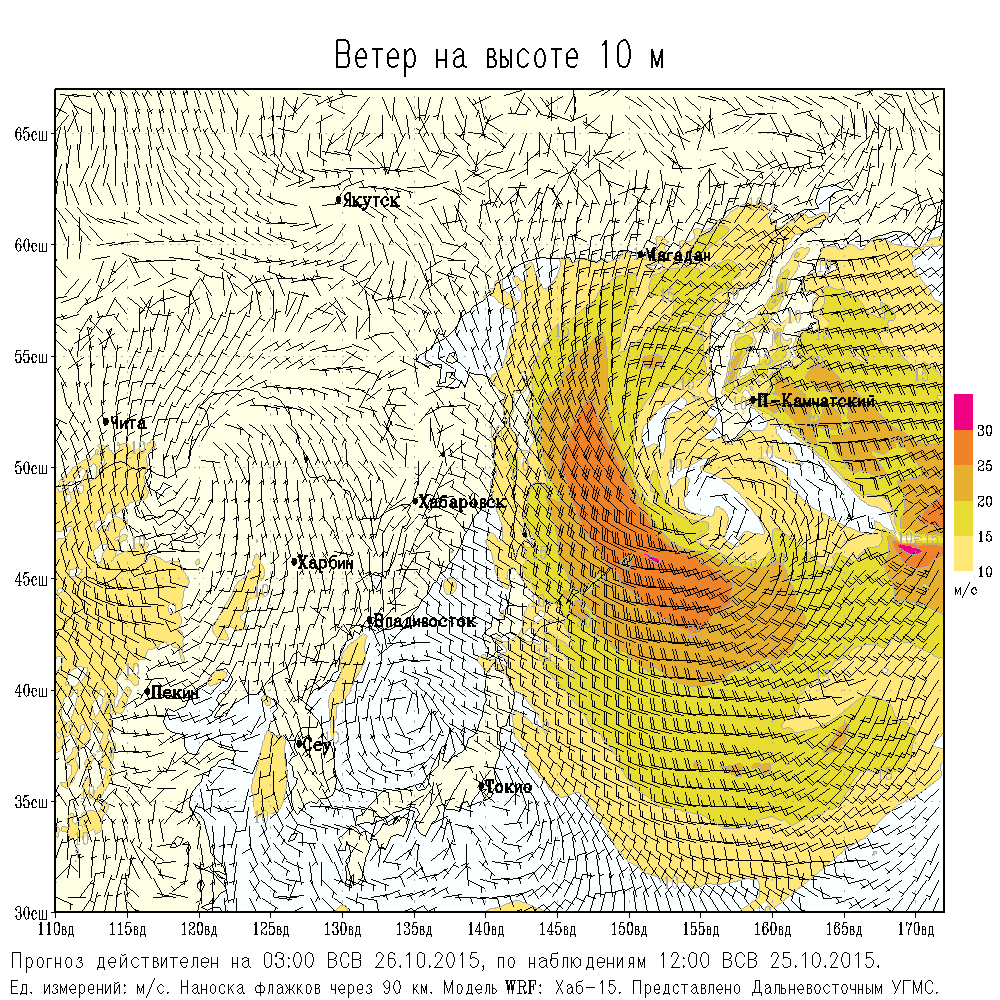 Ветер на высоте 10 м
65сш
Якутск
60сш
Магадан
55сш
П-Камчатский
Чита
30
50сш
25
Хабаровск
20
15
Харбин
45сш
10
м/с
Владивосток
40сш
Пекин
Сеу
35сш
Токио
30сш
110вд 115вд 120вд 125вд 130вд 135вд 140вд 145вд 150вд 155вд 160вд 165вд 170вд
Прогноз действителен на 03:00 ВСВ 26.10.2015, по наблюдениям 12:00 ВСВ 25.10.2015.
Ед. измерений: м/с. Наноска флажков через 90 км. Модель WRF: Хаб-15. Представлено Дальневосточным УГМС.